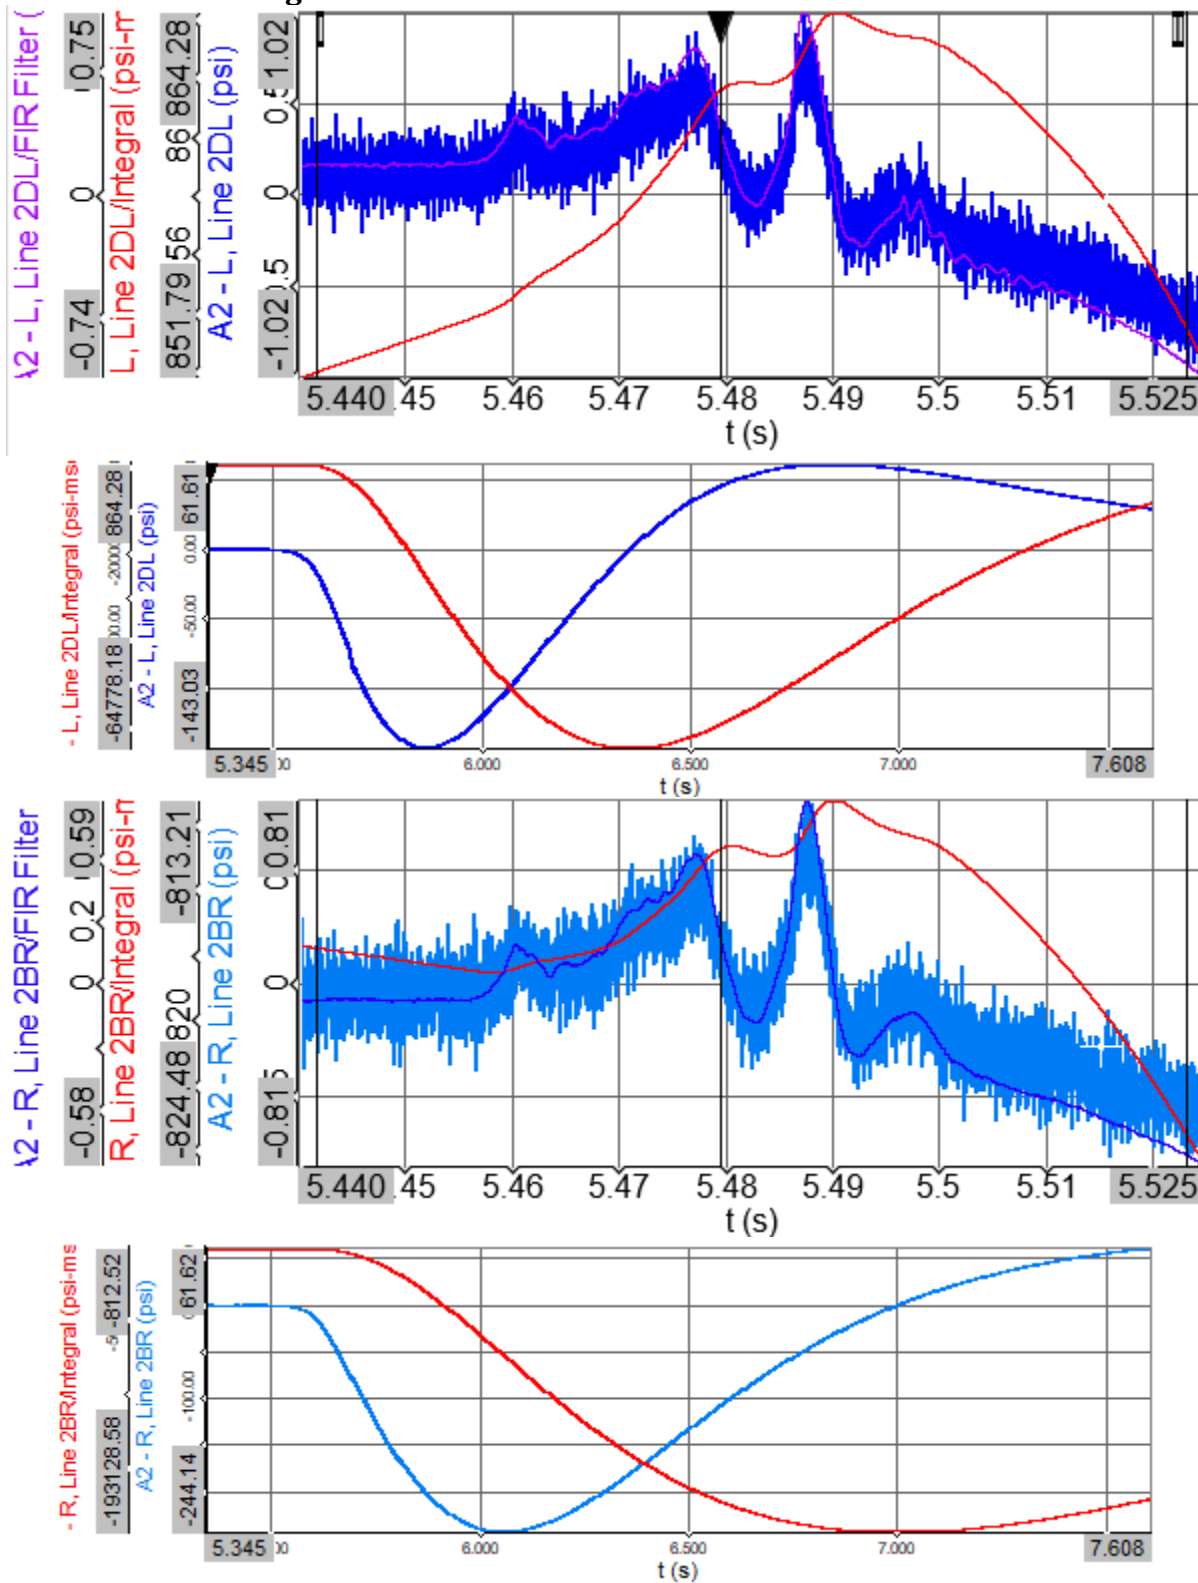 g
A2 - L, Line 2DL/FIR Filter (
0.75
0
-0.74
L, Line 2DL/Integral (psi-m
864.28
86
56
851.79
A2 - L, Line 2DL (psi)
1.02
0.5
0
.5
-1.02
5.440 .45 5.46 5.47 5.48 5.49 5.5 5.51 5.525
t (s)
- L, Line 2DL/Integral (psi-ms
864.28
-2000
00.00
-64778.18
A2 - L, Line 2DL (psi)
61.61
0.00
-50.00
-143.03
5.345 00 6.000 6.500 7.000 7.608
t (s)
A2 - R, Line 2BR/FIR Filter
0.59
0.2
0
-0.58
R, Line 2BR/Integral (psi-m
-813.21
820
-824.48
A2 - R, Line 2BR (psi)
0.81
0
-0.81
5.440 .45 5.46 5.47 5.48 5.49 5.5 5.51 5.525
t (s)
- R, Line 2BR/Integral (psi-ms
-812.52
-193128.58
A2 - R, Line 2BR (psi)
61.62
-100.00
-244.14
5.345 00 6.000 6.500 7.000 7.608
t (s)